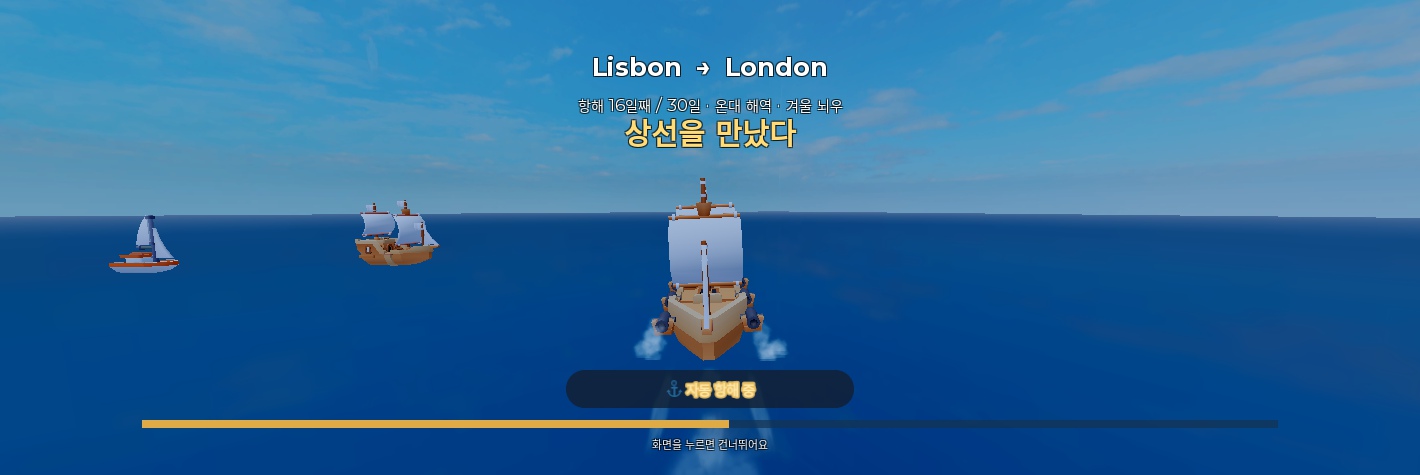 Lisbon → London
항해 16일째 / 30일 · 온대 해역 · 겨울 뇌우
상선을 만났다
⚓ 자동 항해 중
화면을 누르면 건너뛰어요